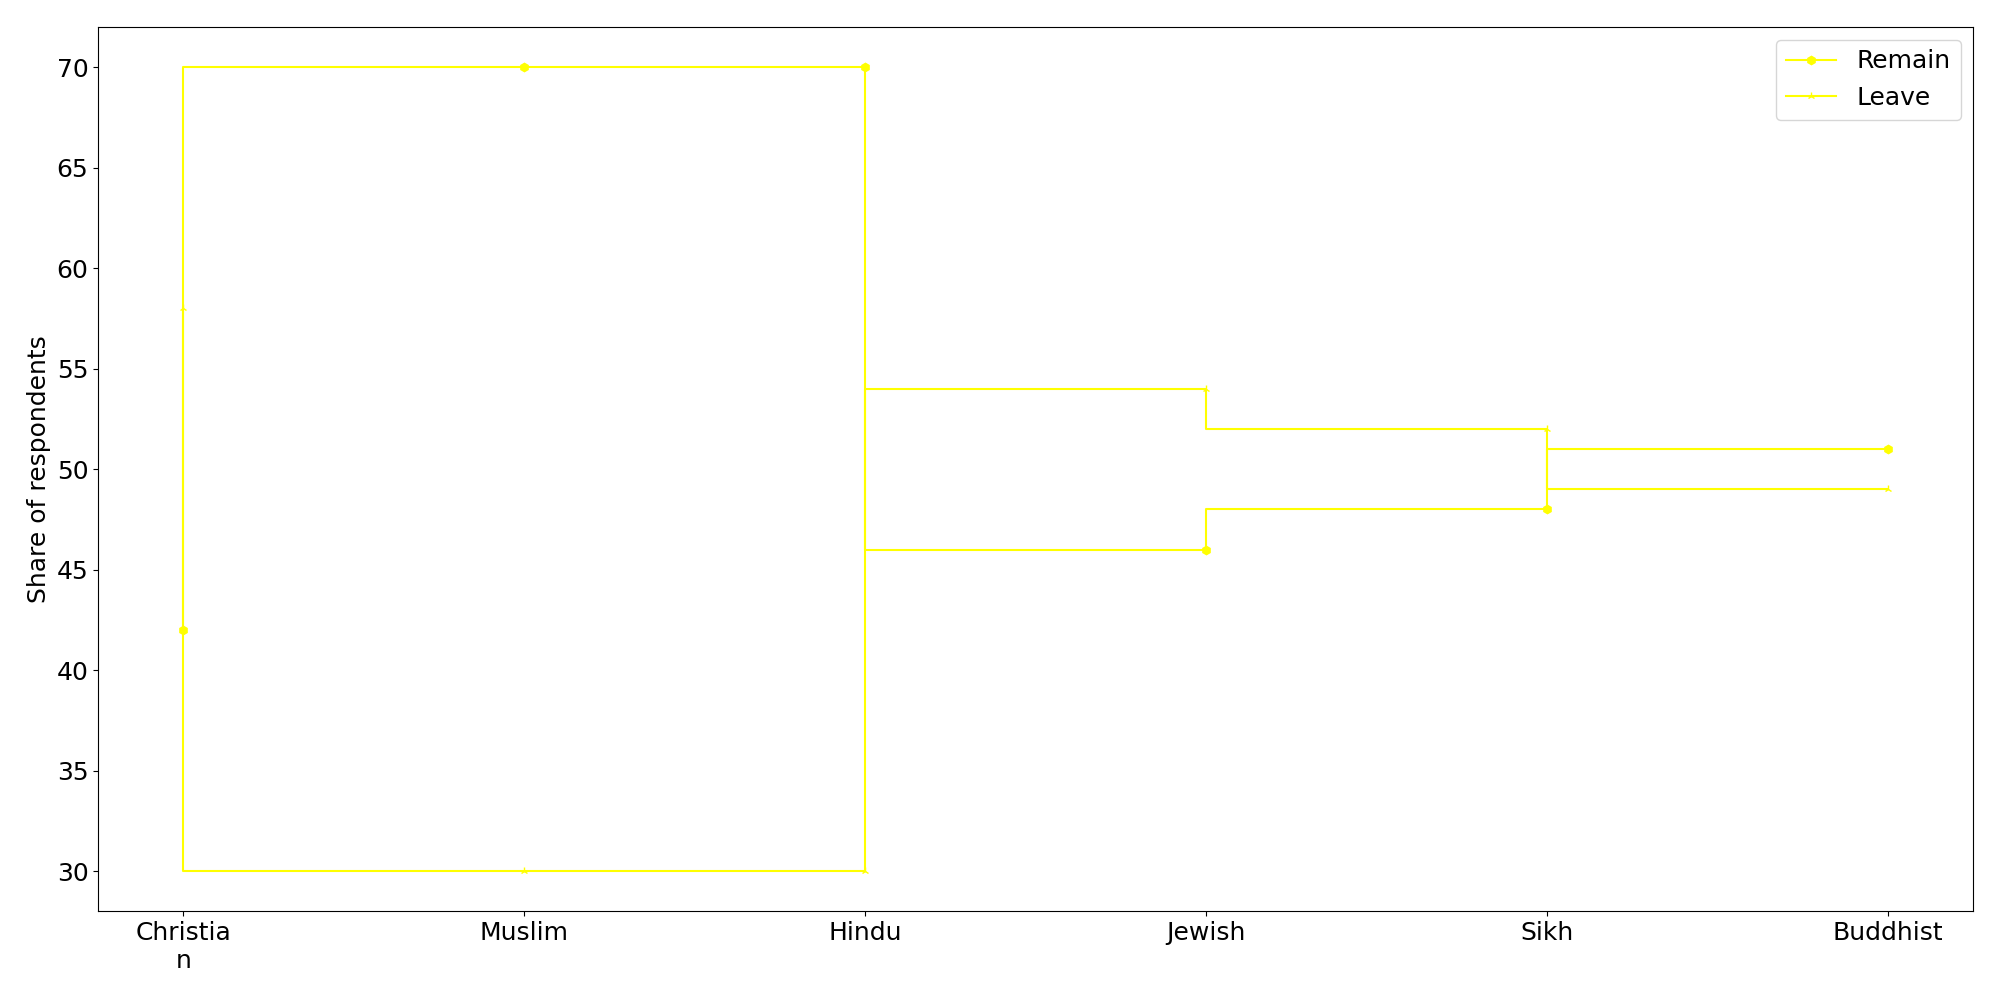 Remain
Leave
70
65
60
55
50
45
40
35
30
Share of respondents
Christia
n
Muslim
Hindu
Jewish
Sikh
Buddhist